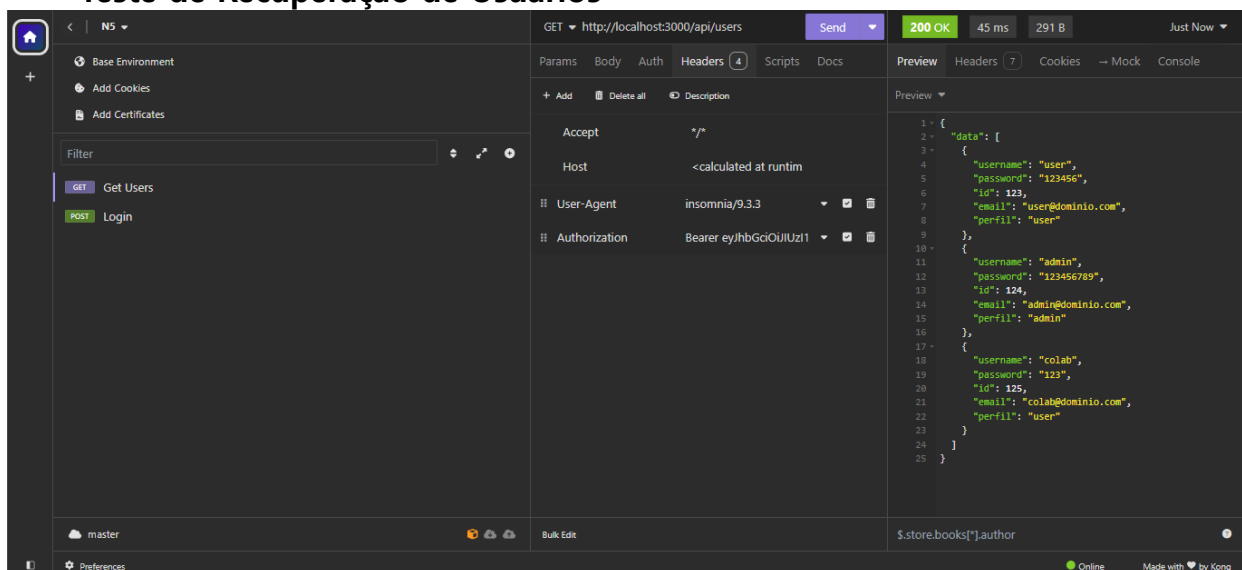 Teste de Recuperação de Usuários
N5
Base Environment
Add Cookies
Add Certificates
Filter
GET Get Users
POST Login
master
Preferences
GET http://localhost:3000/api/users Send
Params Body Auth Headers 4 Scripts Docs
+ Add Delete all Description
Accept */*
Host <calculated at runtim
User-Agent insomnia/9.3.3
Authorization Bearer eyJhbGciOiJIUzI1
Bulk Edit
200 OK 45 ms 291 B Just Now
Preview Headers 7 Cookies → Mock Console
Preview
1 {
2 "data": [
3 {
4 "username": "user",
5 "password": "123456",
6 "id": 123,
7 "email": "user@dominio.com",
8 "perfil": "user"
9 },
10 {
11 "username": "admin",
12 "password": "123456789",
13 "id": 124,
14 "email": "admin@dominio.com",
15 "perfil": "admin"
16 },
17 {
18 "username": "colab",
19 "password": "123",
20 "id": 125,
21 "email": "colab@dominio.com",
22 "perfil": "user"
23 }
24 ]
25 }
$.store.books[*].author
Online Made with ♥ by Kong